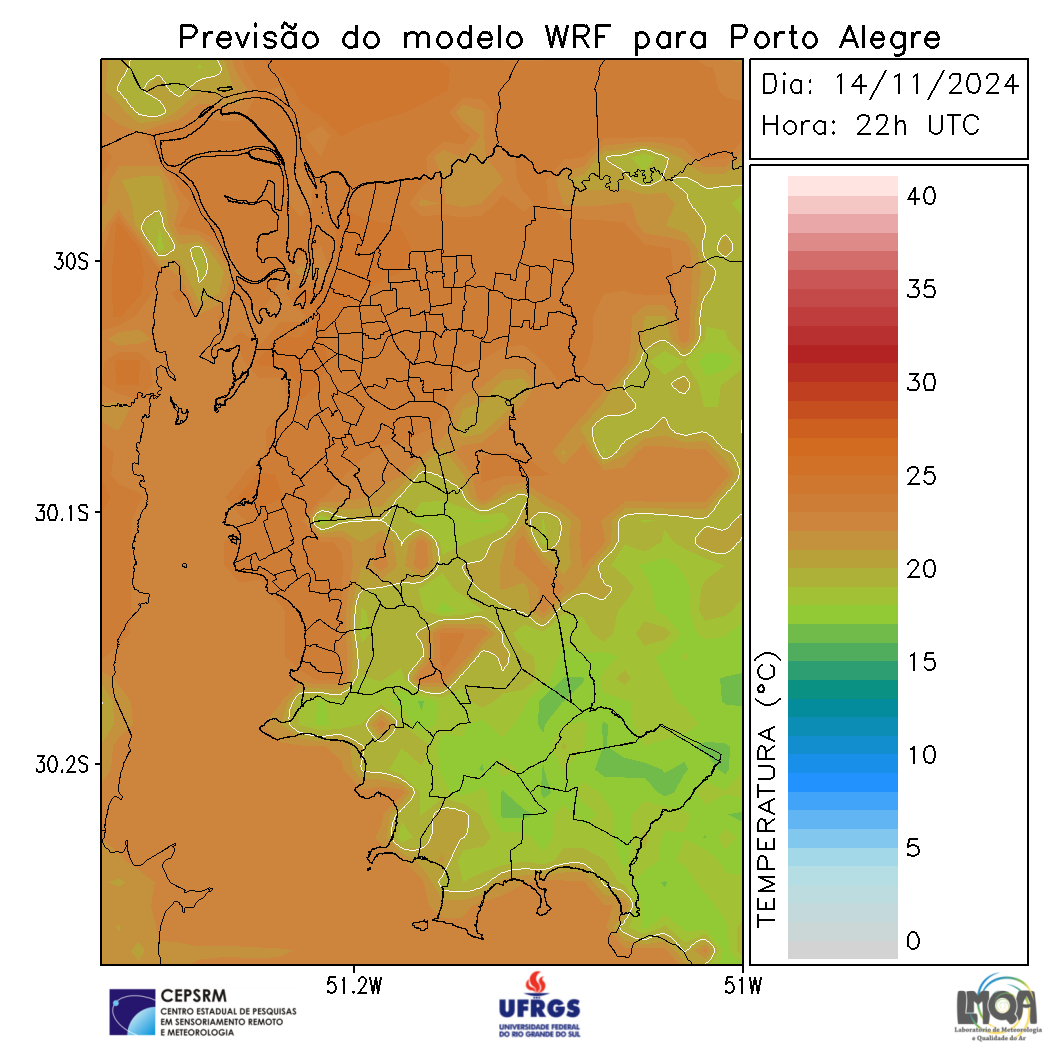 Previsão do modelo WRF para Porto Alegre
Dia: 14/11/2024
Hora: 22h UTC
40
35
30
25
20
15
10
5
0
TEMPERATURA (°C)
30S
30.1S
30.2S
51.2W
51W
CEPSRM
CENTRO ESTADUAL DE PESQUISAS
EM SENSORIAMENTO REMOTO
E METEOROLOGIA
UFRGS
UNIVERSIDADE FEDERAL
DO RIO GRANDE DO SUL
LMQA
Laboratório de Meteorologia
e Qualidade do Ar